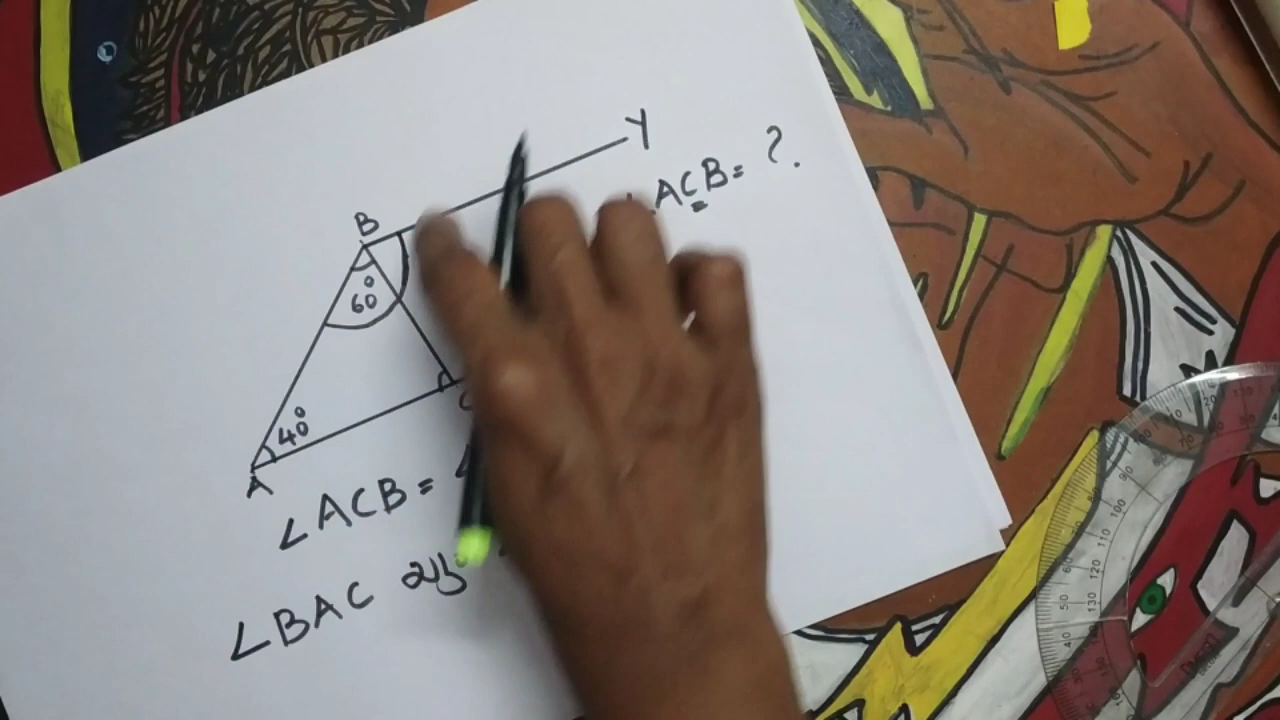 Y
∠ACB = ?
B
60°
40°
C
A
∠ACB = ∠
∠BAC